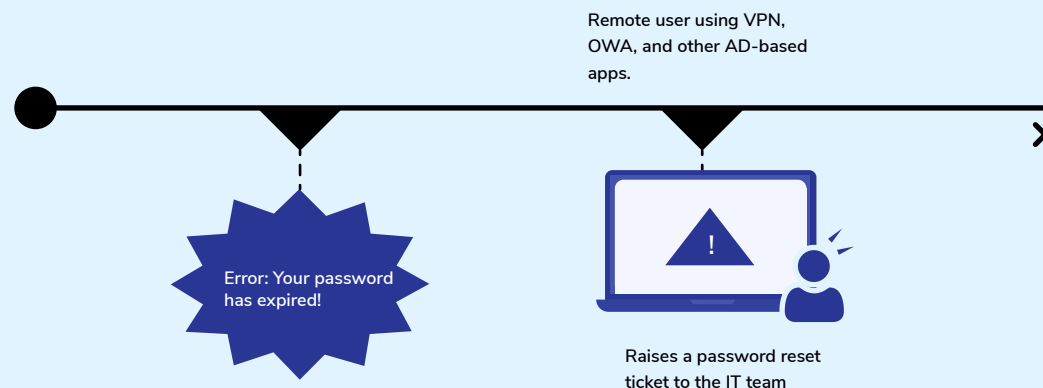 Remote user using VPN,
OWA, and other AD-based
apps.
Error: Your password
has expired!
!
Raises a password reset
ticket to the IT team